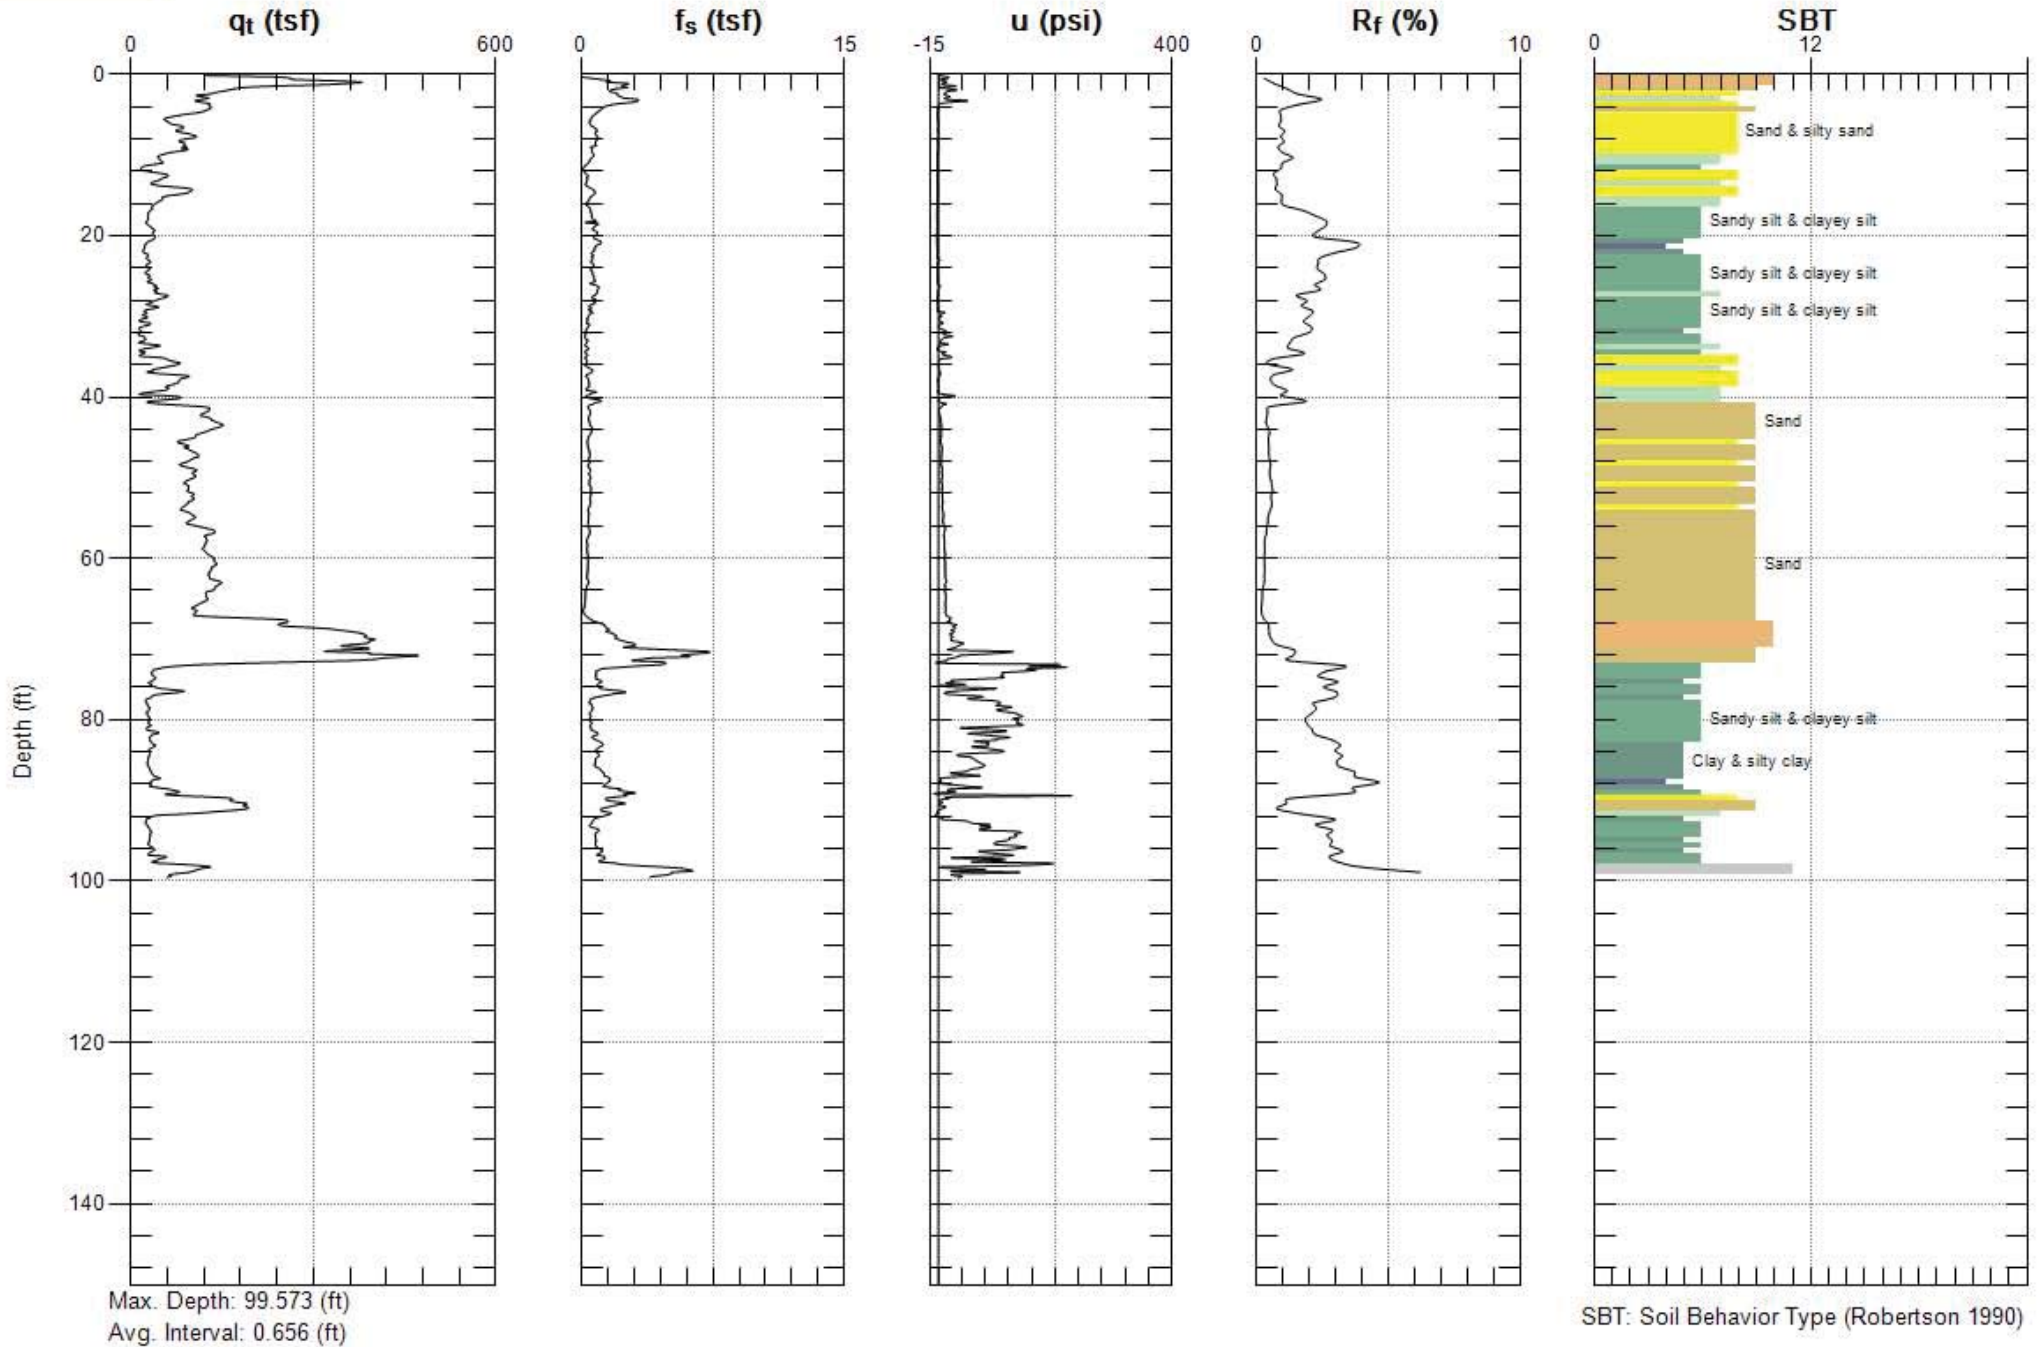 qt (tsf) fs (tsf) u (psi) Rf (%) SBT
0 600 0 15 -15 400 0 10 0 12
0
Sand & silty sand
Sandy silt & clayey silt
20
Sandy silt & clayey silt
Sandy silt & clayey silt
40
Sand
60
Sand
80
Sandy silt & clayey silt
Clay & silty clay
Depth (ft)
100
120
140
Max. Depth: 99.573 (ft)
Avg. Interval: 0.656 (ft)
SBT: Soil Behavior Type (Robertson 1990)